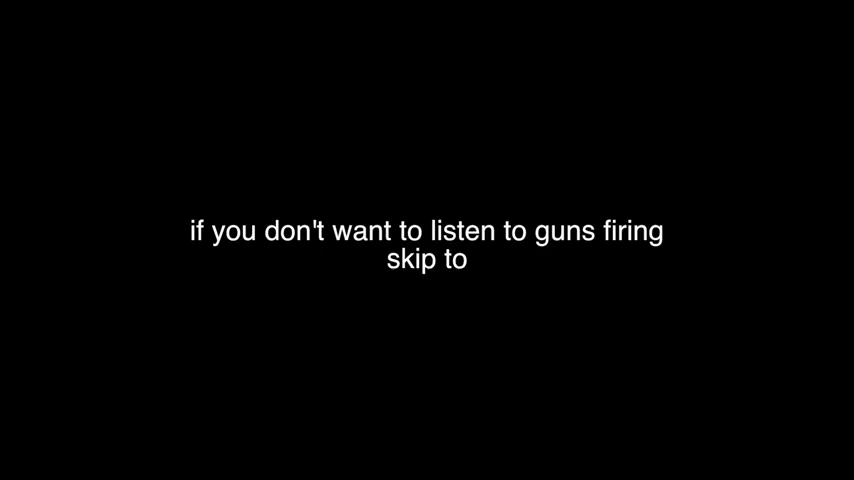 if you don't want to listen to guns firing
skip to